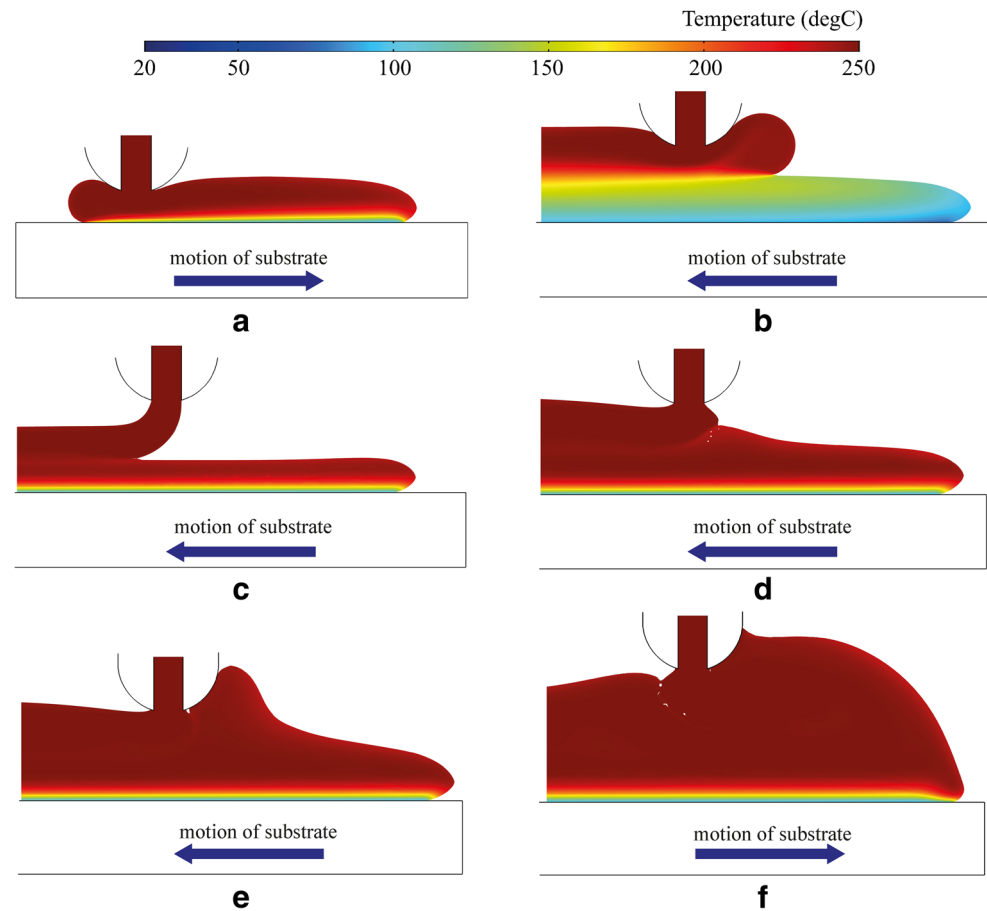 Temperature (degC)
20 50 100 150 200 250
motion of substrate
a
motion of substrate
b
motion of substrate
c
motion of substrate
d
motion of substrate
e
motion of substrate
f